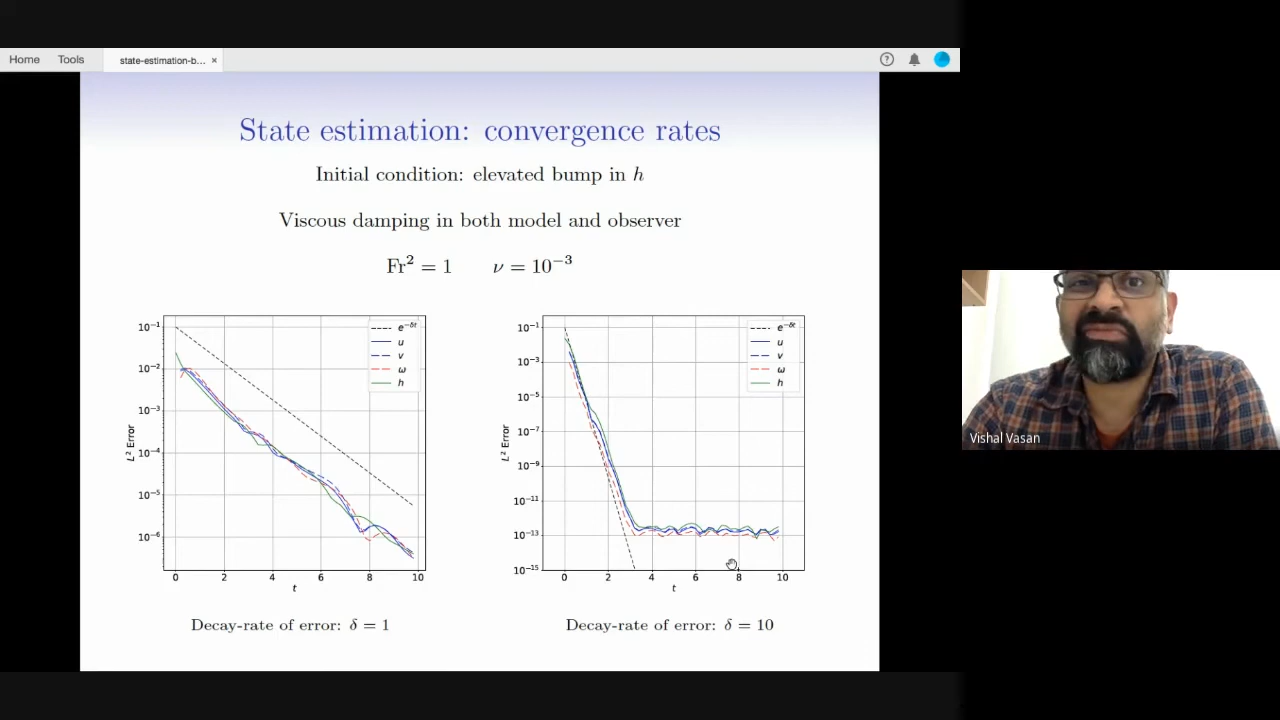 Home Tools state-estimation-b... ×
State estimation: convergence rates
Initial condition: elevated bump in h
Viscous damping in both model and observer
Fr² = 1 ν = 10⁻³
10⁻¹
10⁻²
10⁻³
10⁻⁴
10⁻⁵
10⁻⁶
L² Error
e^{-δt}
u
v
ω
h
0 2 4 6 8 10
t
Decay-rate of error: δ = 1
10⁻¹
10⁻³
10⁻⁵
10⁻⁷
10⁻⁹
10⁻¹¹
10⁻¹³
10⁻¹⁵
L² Error
e^{-δt}
u
v
ω
h
0 2 4 6 8 10
t
Decay-rate of error: δ = 10
Vishal Vasan